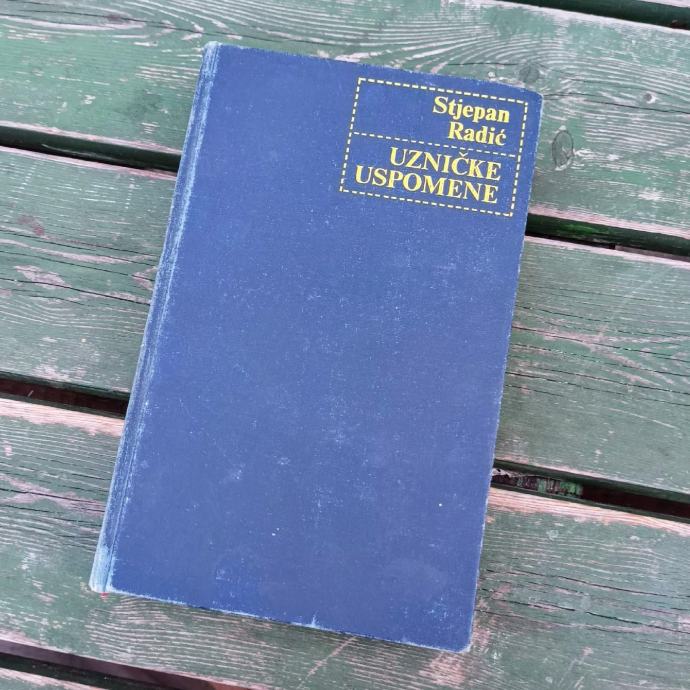 Stjepan
Radić
UZNIČKE
USPOMENE